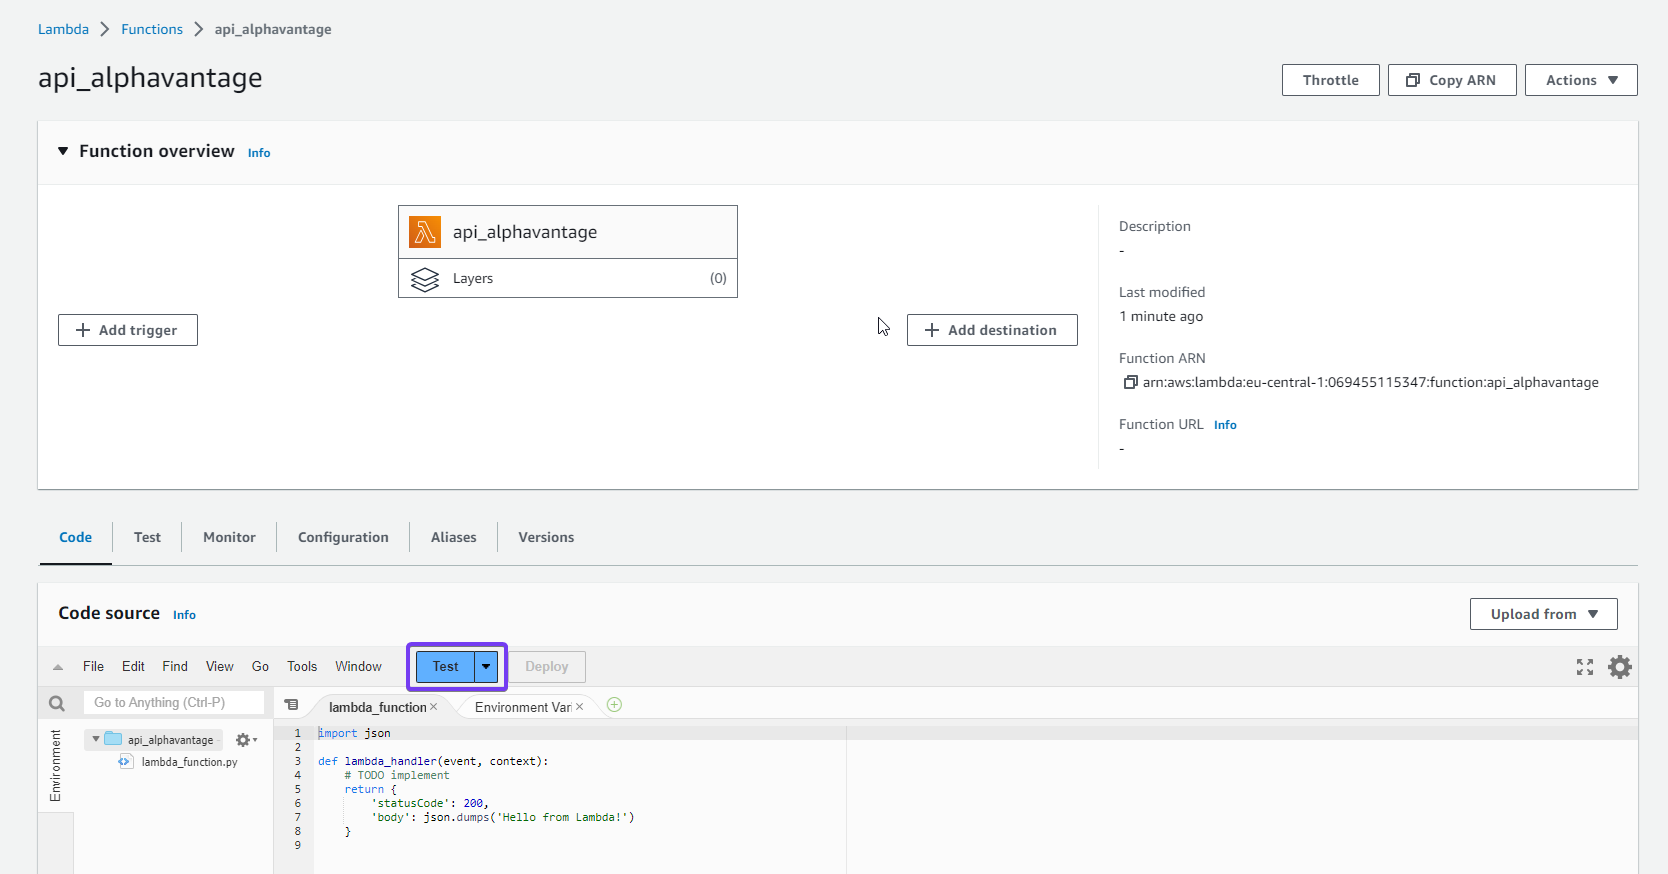 Lambda Functions api_alphavantage
api_alphavantage
Throttle Copy ARN Actions
Function overview Info
api_alphavantage
Layers (0)
Add trigger
Add destination
Description
-
Last modified
1 minute ago
Function ARN
arn:aws:lambda:eu-central-1:069455115347:function:api_alphavantage
Function URL Info
-
Code Test Monitor Configuration Aliases Versions
Code source Info
Upload from
File Edit Find View Go Tools Window Test Deploy
Go to Anything (Ctrl-P)
lambda_function Environment Vari
Environment
api_alphavantage
lambda_function.py
1 import json
2
3 def lambda_handler(event, context):
4 # TODO implement
5 return {
6 'statusCode': 200,
7 'body': json.dumps('Hello from Lambda!')
8 }
9